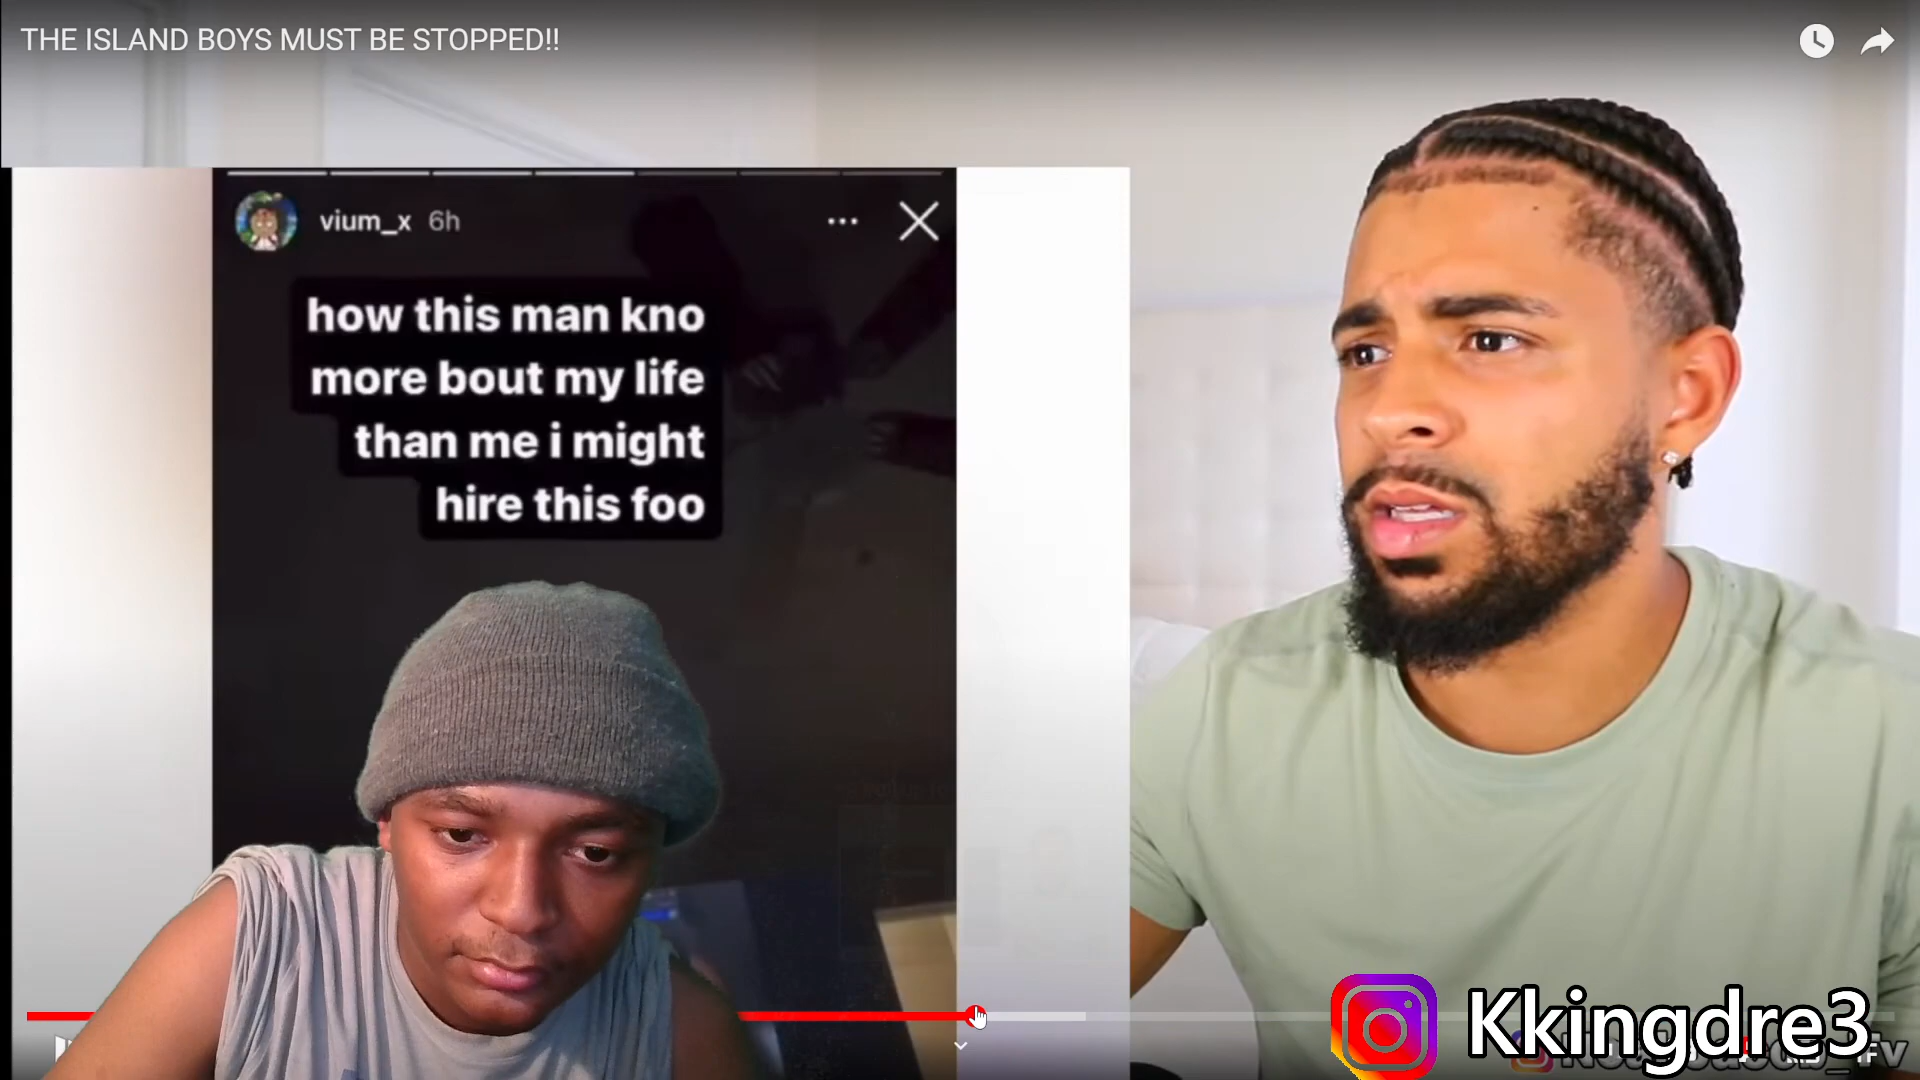 THE ISLAND BOYS MUST BE STOPPED!!
vium_x 6h
how this man kno
more bout my life
than me i might
hire this foo
Kkingdre3